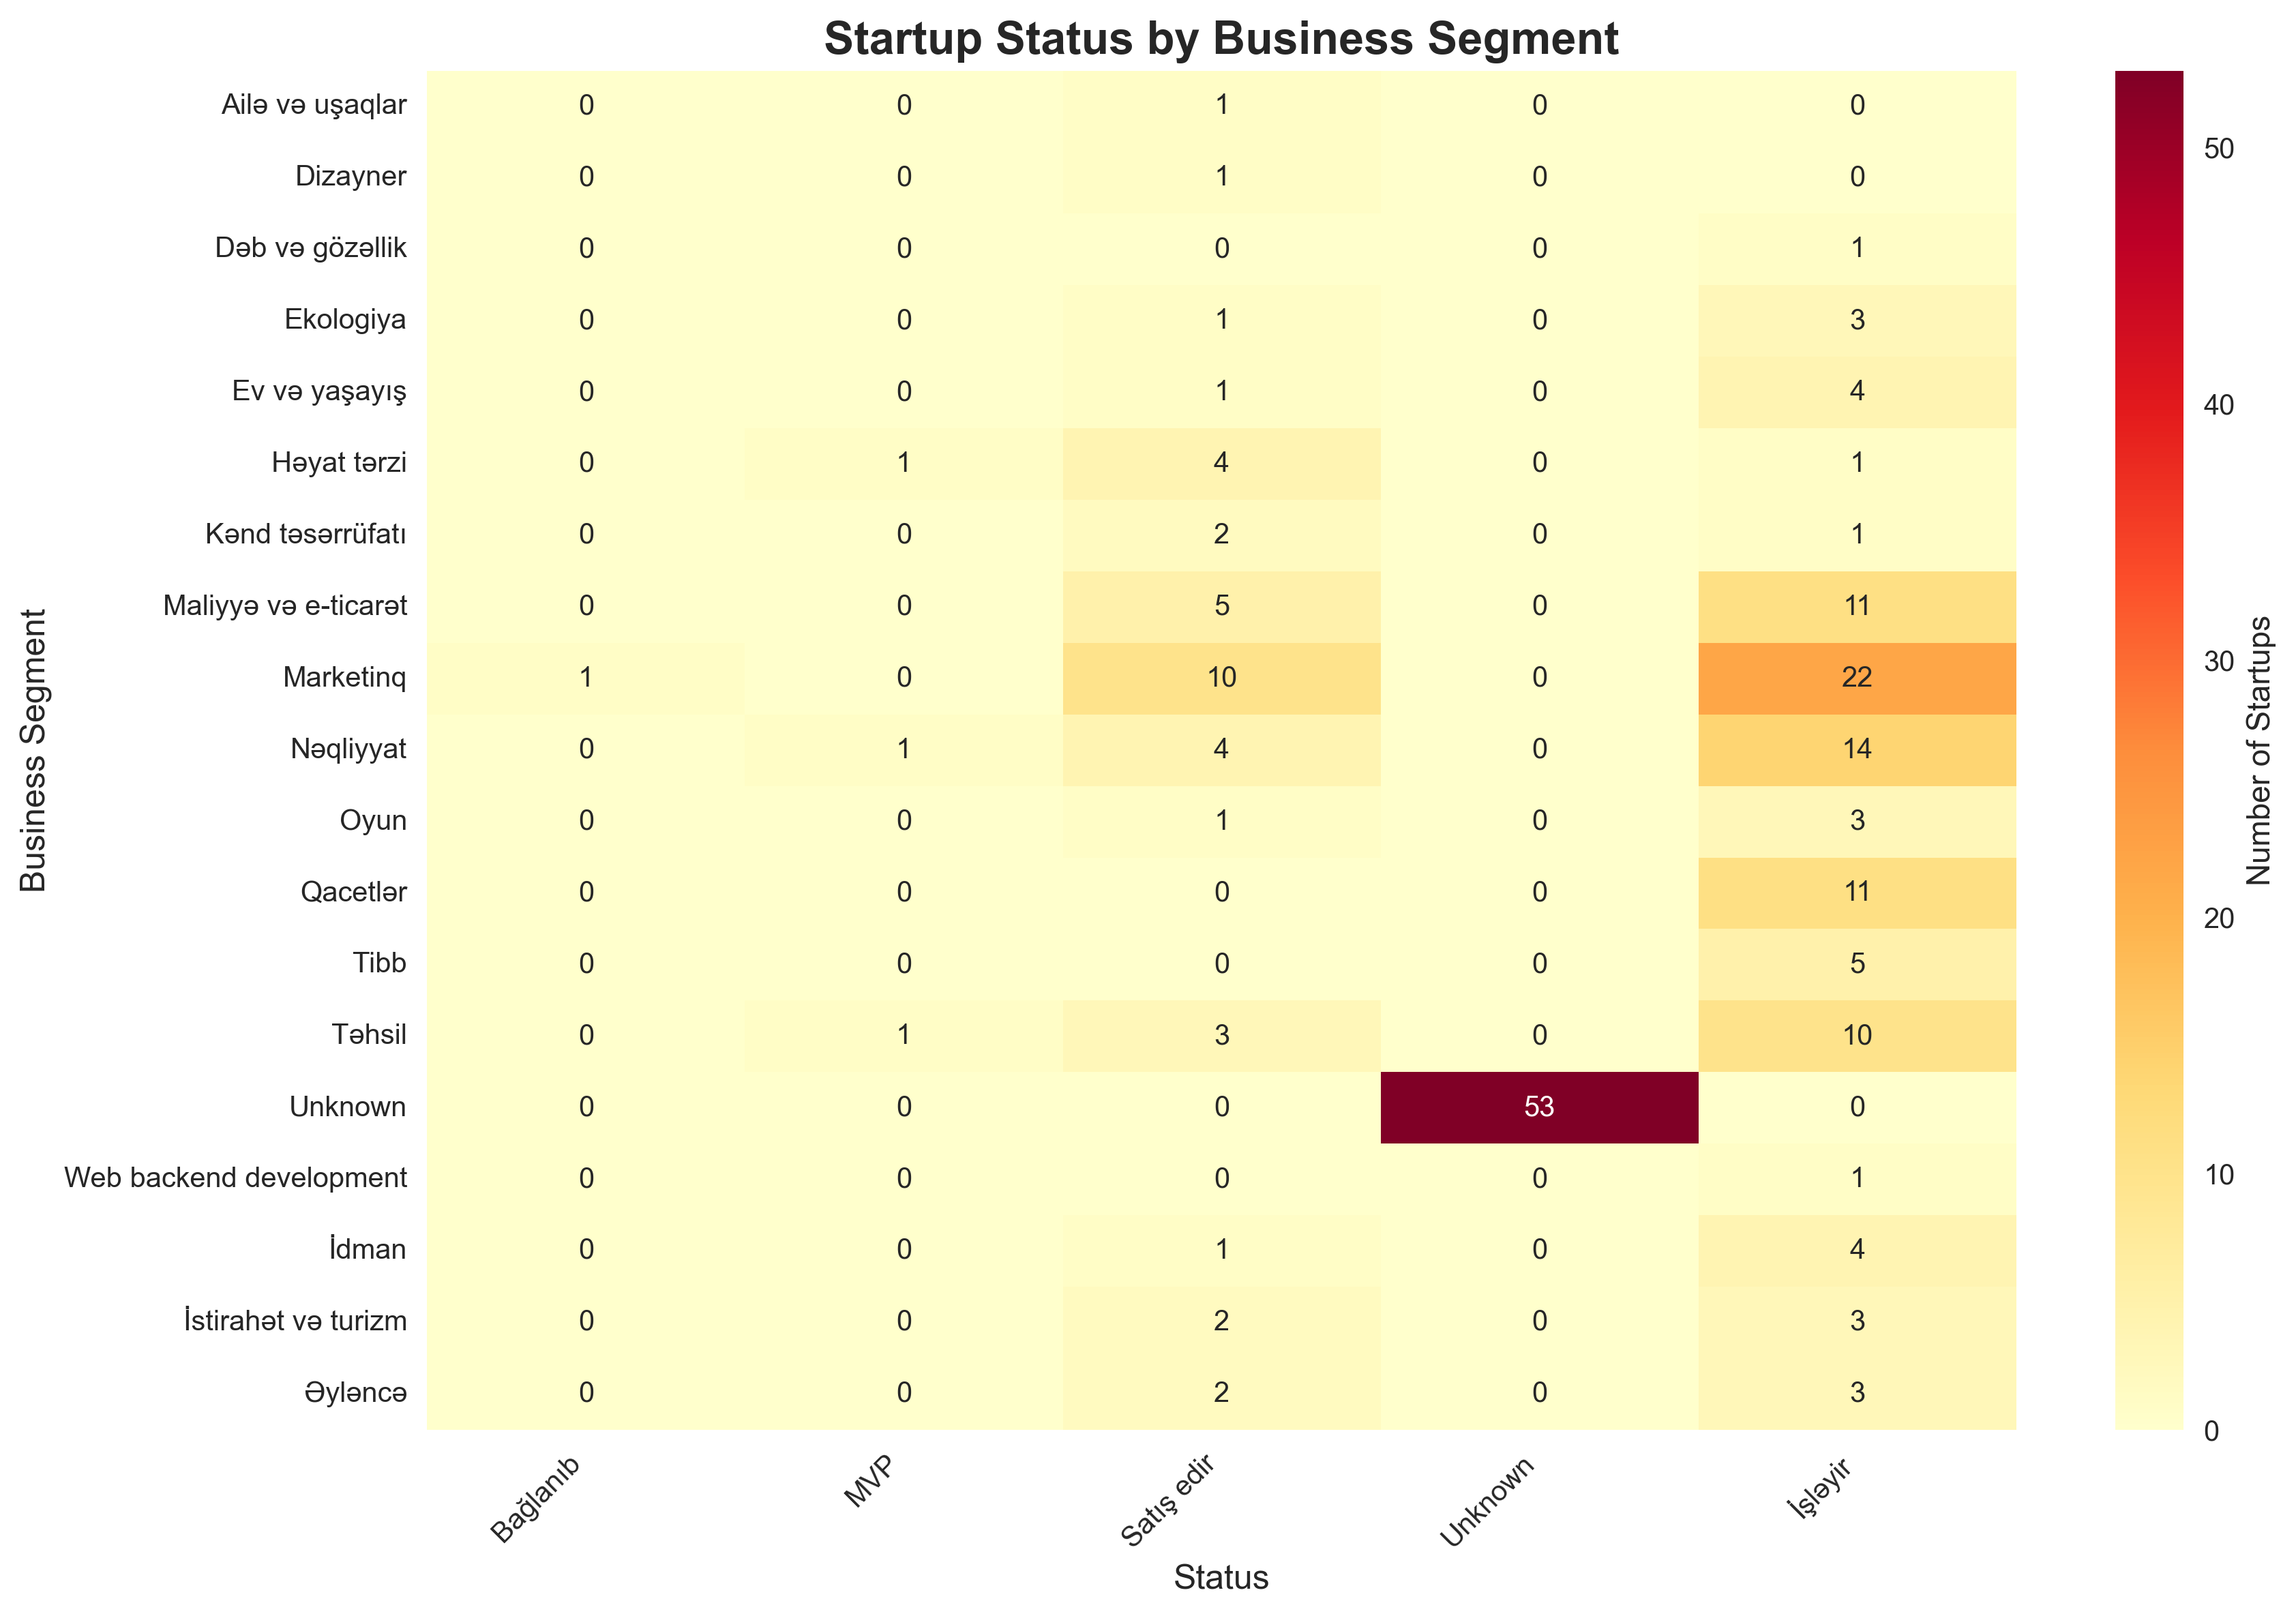 Startup Status by Business Segment
Ailə və uşaqlar 0 0 1 0 0
Dizayner 0 0 1 0 0
Dəb və gözəllik 0 0 0 0 1
Ekologiya 0 0 1 0 3
Ev və yaşayış 0 0 1 0 4
Həyat tərzi 0 1 4 0 1
Kənd təsərrüfatı 0 0 2 0 1
Maliyyə və e-ticarət 0 0 5 0 11
Marketinq 1 0 10 0 22
Nəqliyyat 0 1 4 0 14
Oyun 0 0 1 0 3
Qacetlər 0 0 0 0 11
Tibb 0 0 0 0 5
Təhsil 0 1 3 0 10
Unknown 0 0 0 53 0
Web backend development 0 0 0 0 1
İdman 0 0 1 0 4
İstirahət və turizm 0 0 2 0 3
Əyləncə 0 0 2 0 3
Bağlanıb MVP Satış edir Unknown İşləyir
Status
Business Segment
50
40
30
20
10
0
Number of Startups